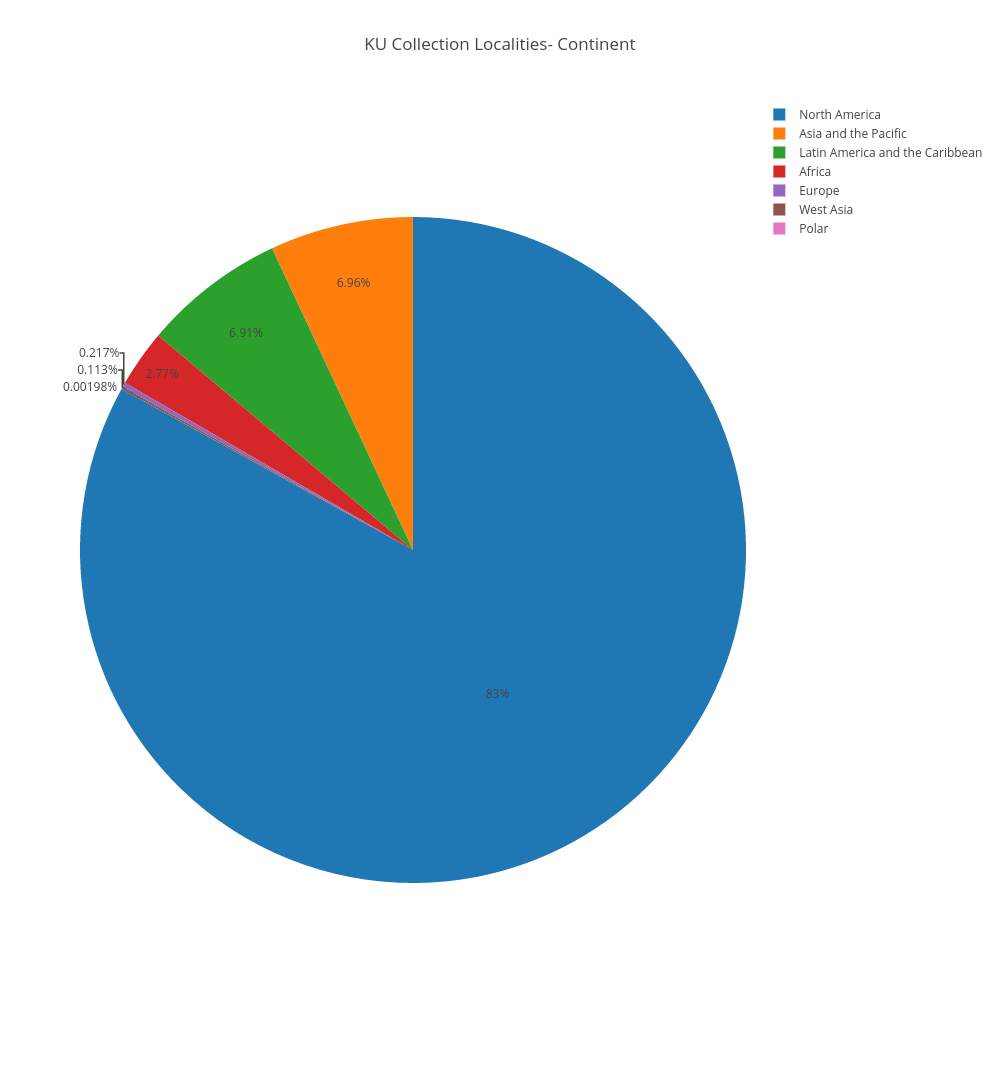 KU Collection Localities- Continent
North America
Asia and the Pacific
Latin America and the Caribbean
Africa
Europe
West Asia
Polar
6.96%
6.91%
0.217%
0.113%
2.77%
0.00198%
83%